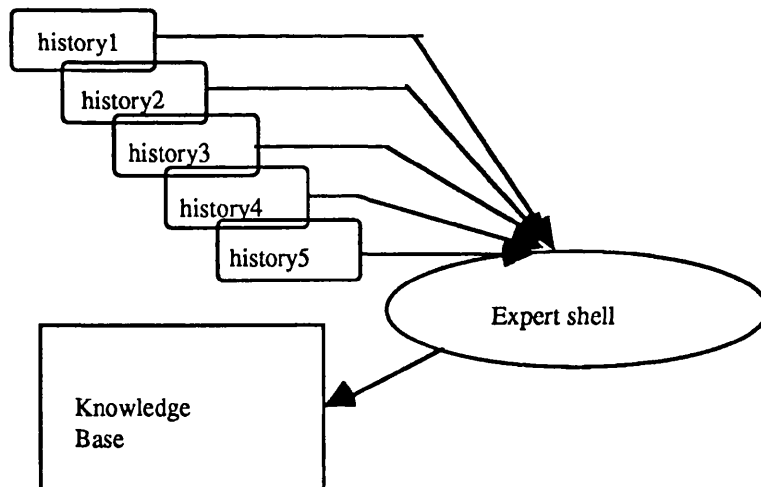 history1
history2
history3
history4
history5
Expert shell
Knowledge
Base